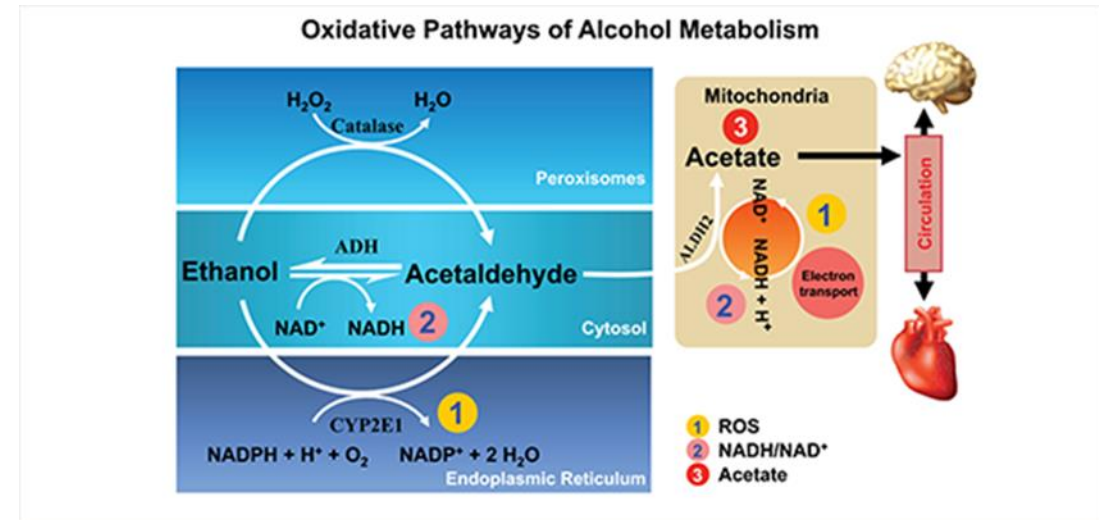 Oxidative Pathways of Alcohol Metabolism
H₂O₂
H₂O
Catalase
Peroxisomes
Ethanol
ADH
Acetaldehyde
NAD⁺
NADH
2
Cytosol
CYP2E1
1
NADPH + H⁺ + O₂
NADP⁺ + 2 H₂O
Endoplasmic Reticulum
Mitochondria
3
Acetate
ALDH2
NAD⁺
NADH + H⁺
1
2
Electron
transport
Circulation
1 ROS
2 NADH/NAD⁺
3 Acetate